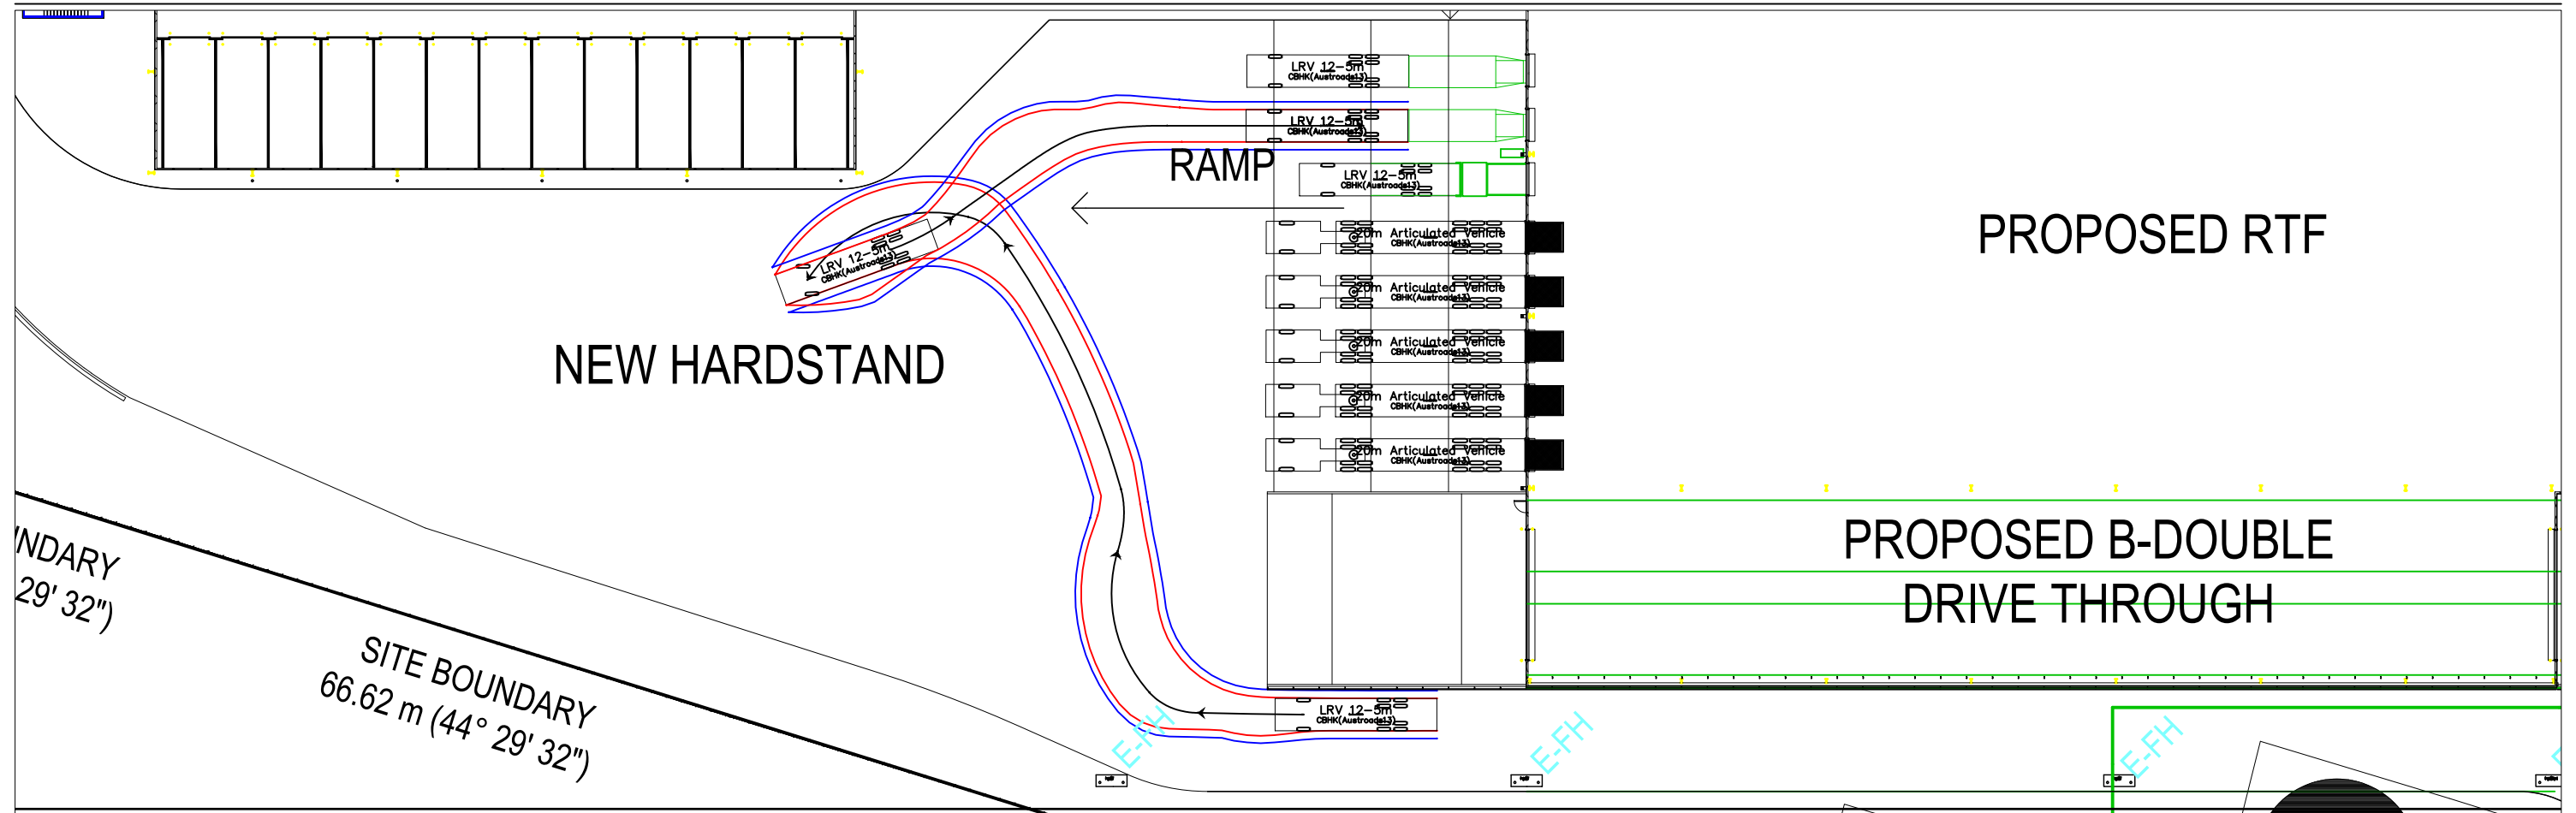 LRV 12-5m
CBHK(Austroads13)
LRV 12-5m
CBHK(Austroads13)
RAMP
LRV 12-5m
CBHK(Austroads13)
20m Articulated Vehicle
CBHK(Austroads13)
PROPOSED RTF
LRV 12-5m
CBHK(Austroads13)
20m Articulated Vehicle
CBHK(Austroads13)
20m Articulated Vehicle
CBHK(Austroads13)
NEW HARDSTAND
20m Articulated Vehicle
CBHK(Austroads13)
20m Articulated Vehicle
CBHK(Austroads13)
PROPOSED B-DOUBLE
DRIVE THROUGH
NDARY
29' 32")
SITE BOUNDARY
66.62 m (44° 29' 32")
LRV 12-5m
CBHK(Austroads13)
E-FH
E-FH
E-FH